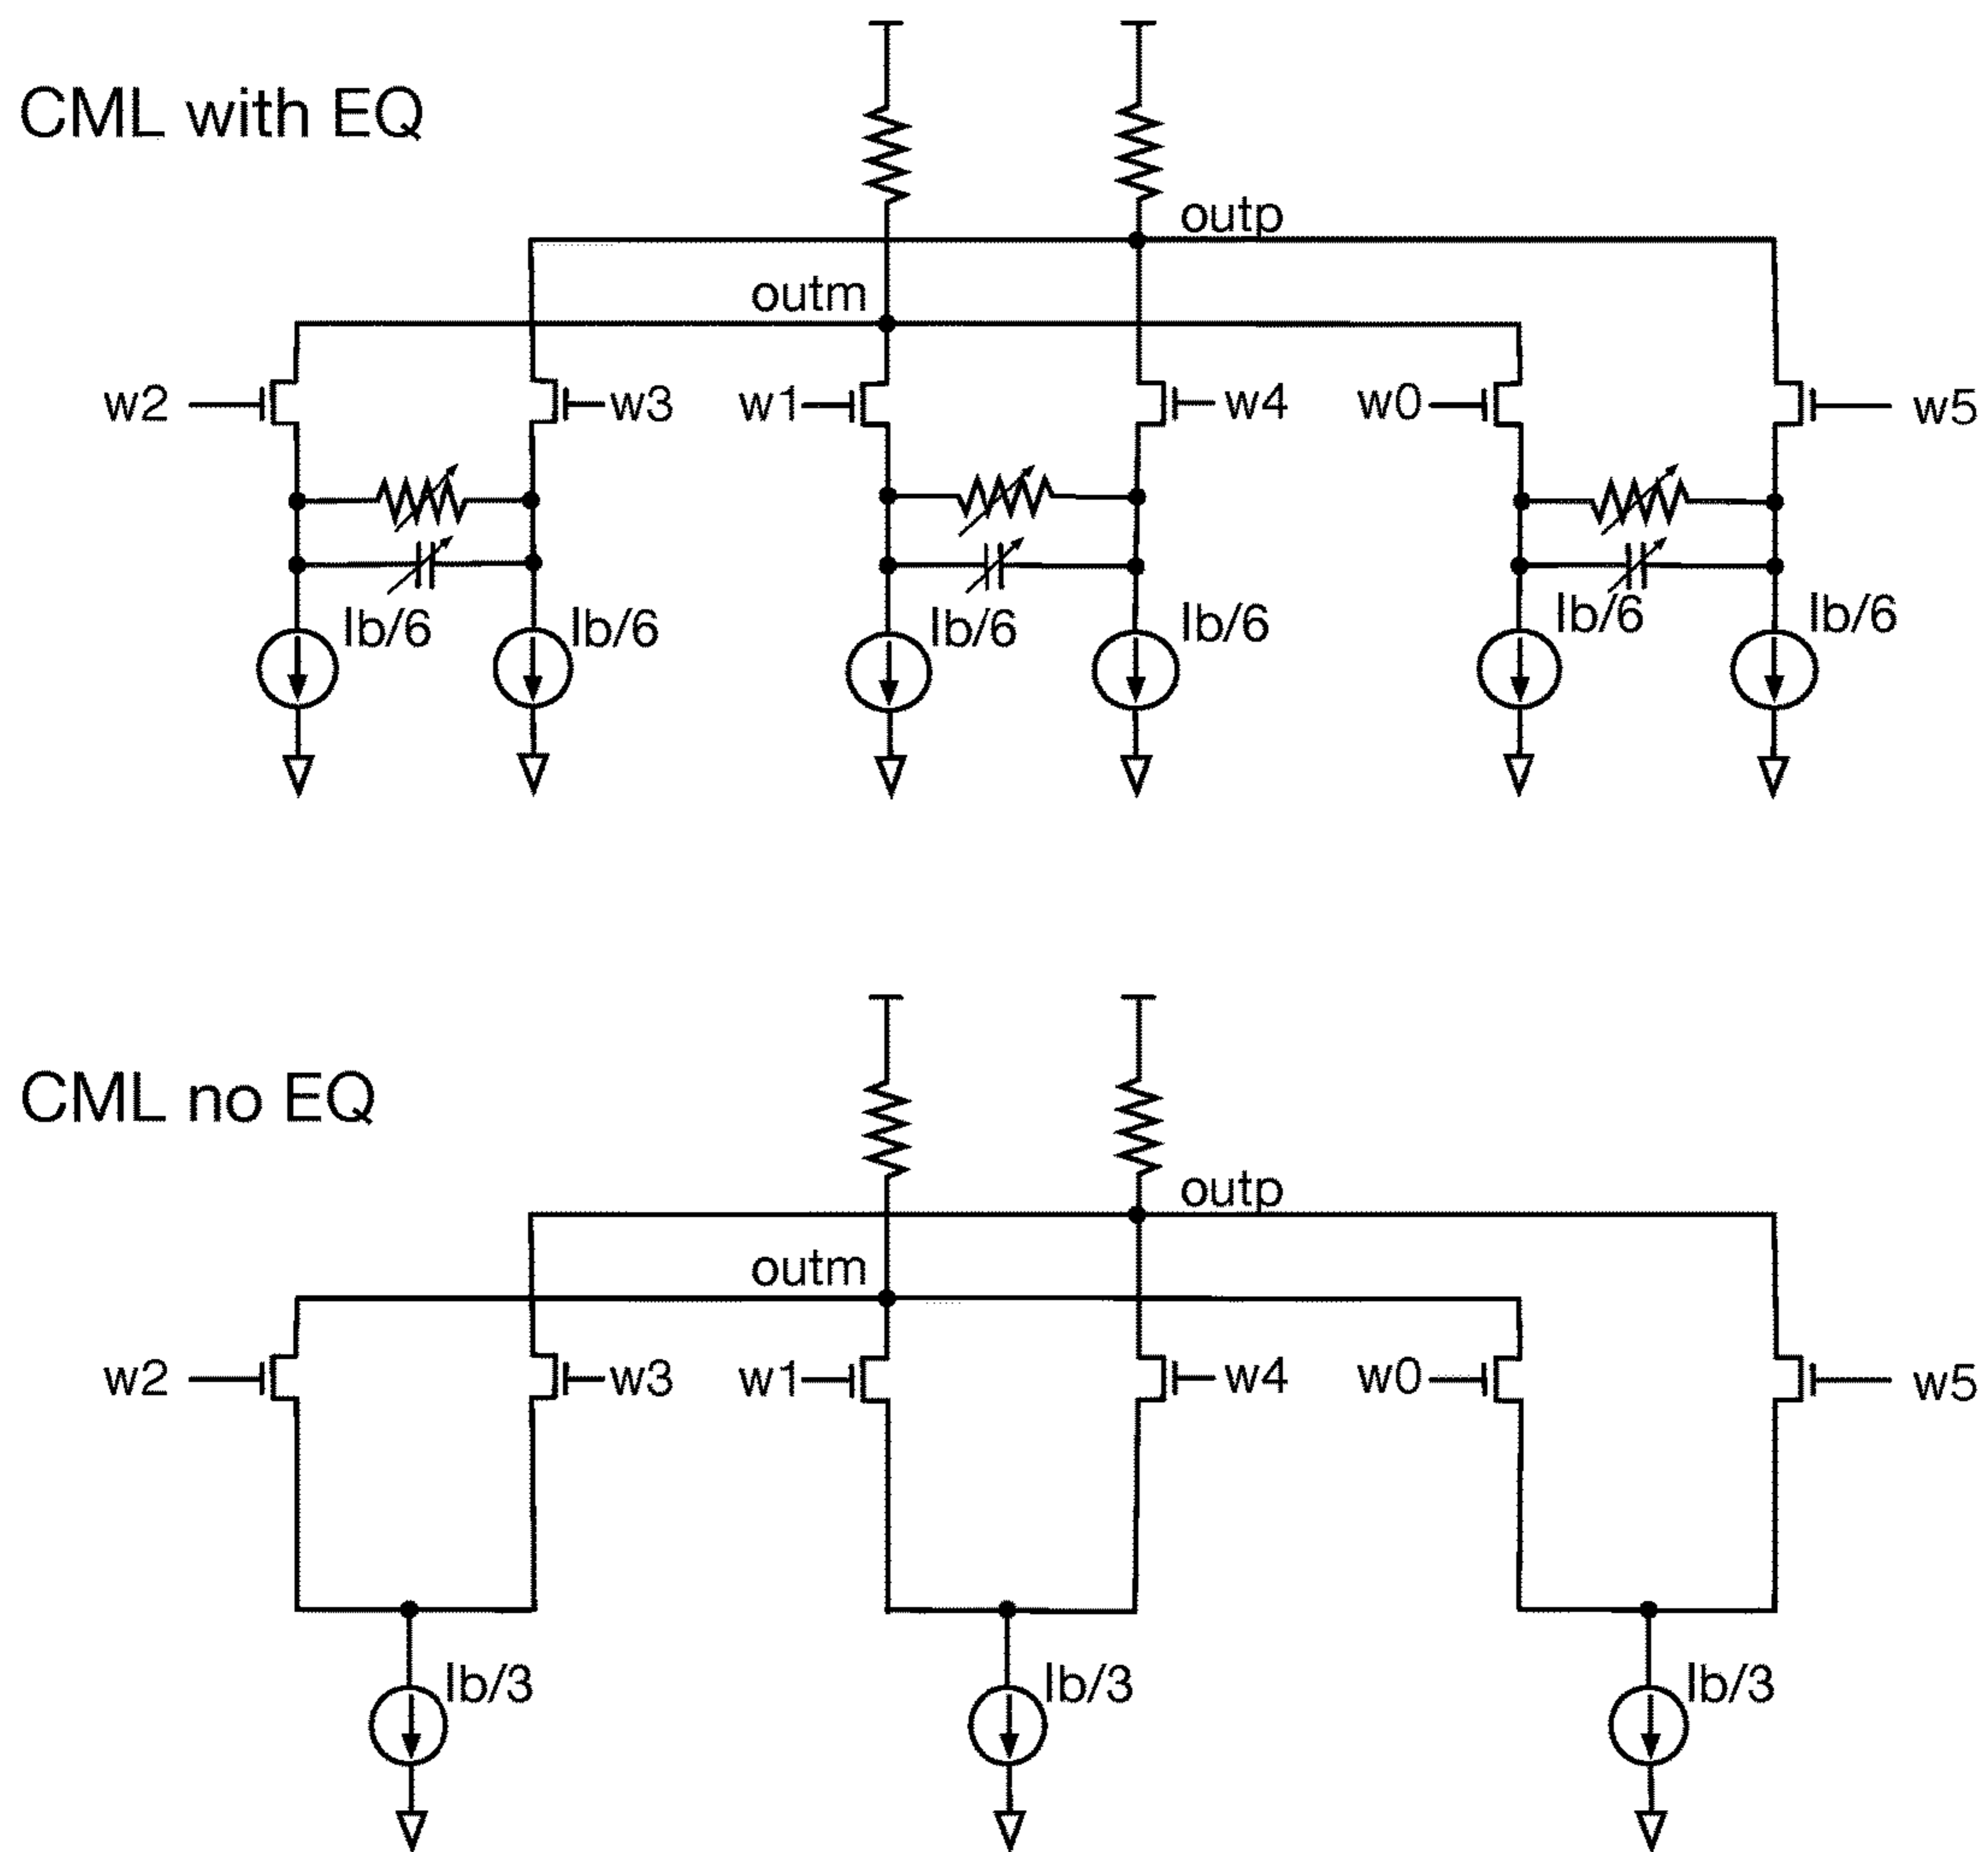 CML with EQ
outp
outm
w2 w3 w1 w4 w0 w5
Ib/6 Ib/6 Ib/6 Ib/6 Ib/6 Ib/6
CML no EQ
outp
outm
w2 w3 w1 w4 w0 w5
Ib/3 Ib/3 Ib/3